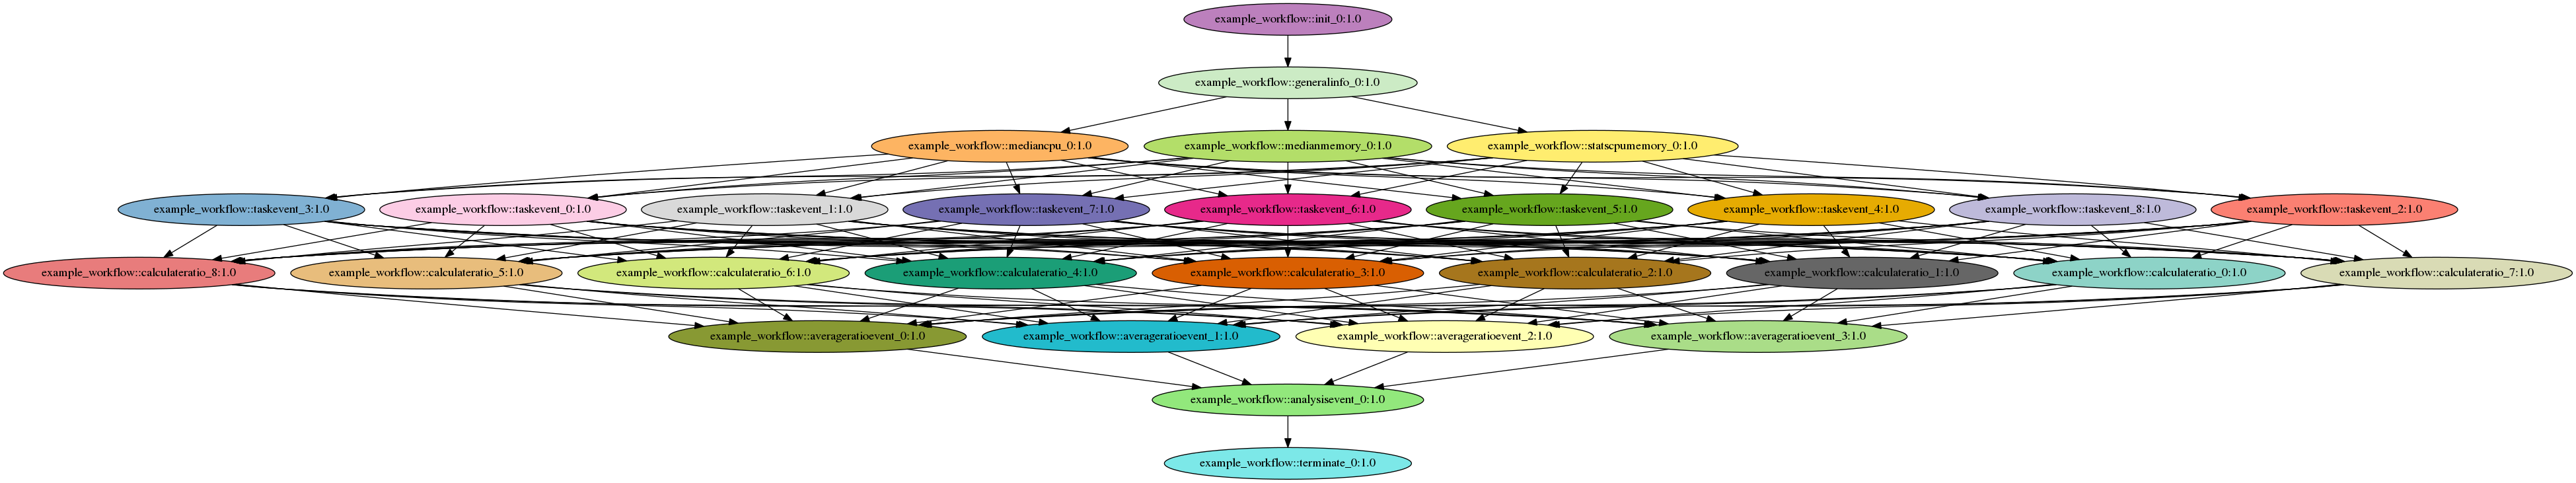 example_workflow::init_0:1.0
example_workflow::generalinfo_0:1.0
example_workflow::mediancpu_0:1.0
example_workflow::medianmemory_0:1.0
example_workflow::statscpumemory_0:1.0
example_workflow::taskevent_3:1.0
example_workflow::taskevent_0:1.0
example_workflow::taskevent_1:1.0
example_workflow::taskevent_7:1.0
example_workflow::taskevent_6:1.0
example_workflow::taskevent_5:1.0
example_workflow::taskevent_4:1.0
example_workflow::taskevent_8:1.0
example_workflow::taskevent_2:1.0
example_workflow::calculateratio_8:1.0
example_workflow::calculateratio_5:1.0
example_workflow::calculateratio_6:1.0
example_workflow::calculateratio_4:1.0
example_workflow::calculateratio_3:1.0
example_workflow::calculateratio_2:1.0
example_workflow::calculateratio_1:1.0
example_workflow::calculateratio_0:1.0
example_workflow::calculateratio_7:1.0
example_workflow::averageratioevent_0:1.0
example_workflow::averageratioevent_1:1.0
example_workflow::averageratioevent_2:1.0
example_workflow::averageratioevent_3:1.0
example_workflow::analysisevent_0:1.0
example_workflow::terminate_0:1.0